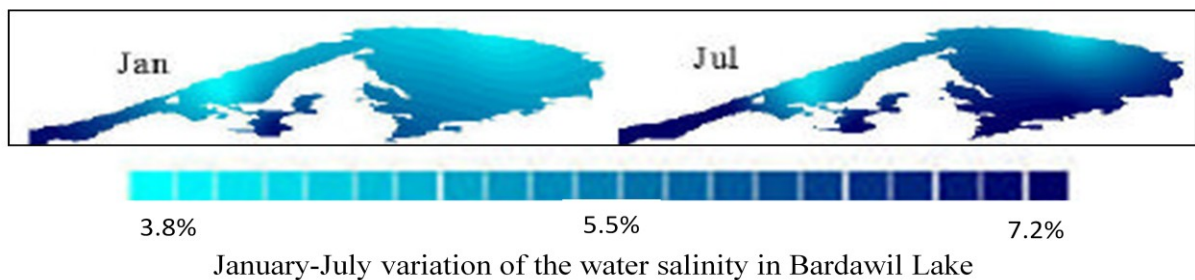 Jan
Jul
3.8%
5.5%
7.2%
January-July variation of the water salinity in Bardawil Lake